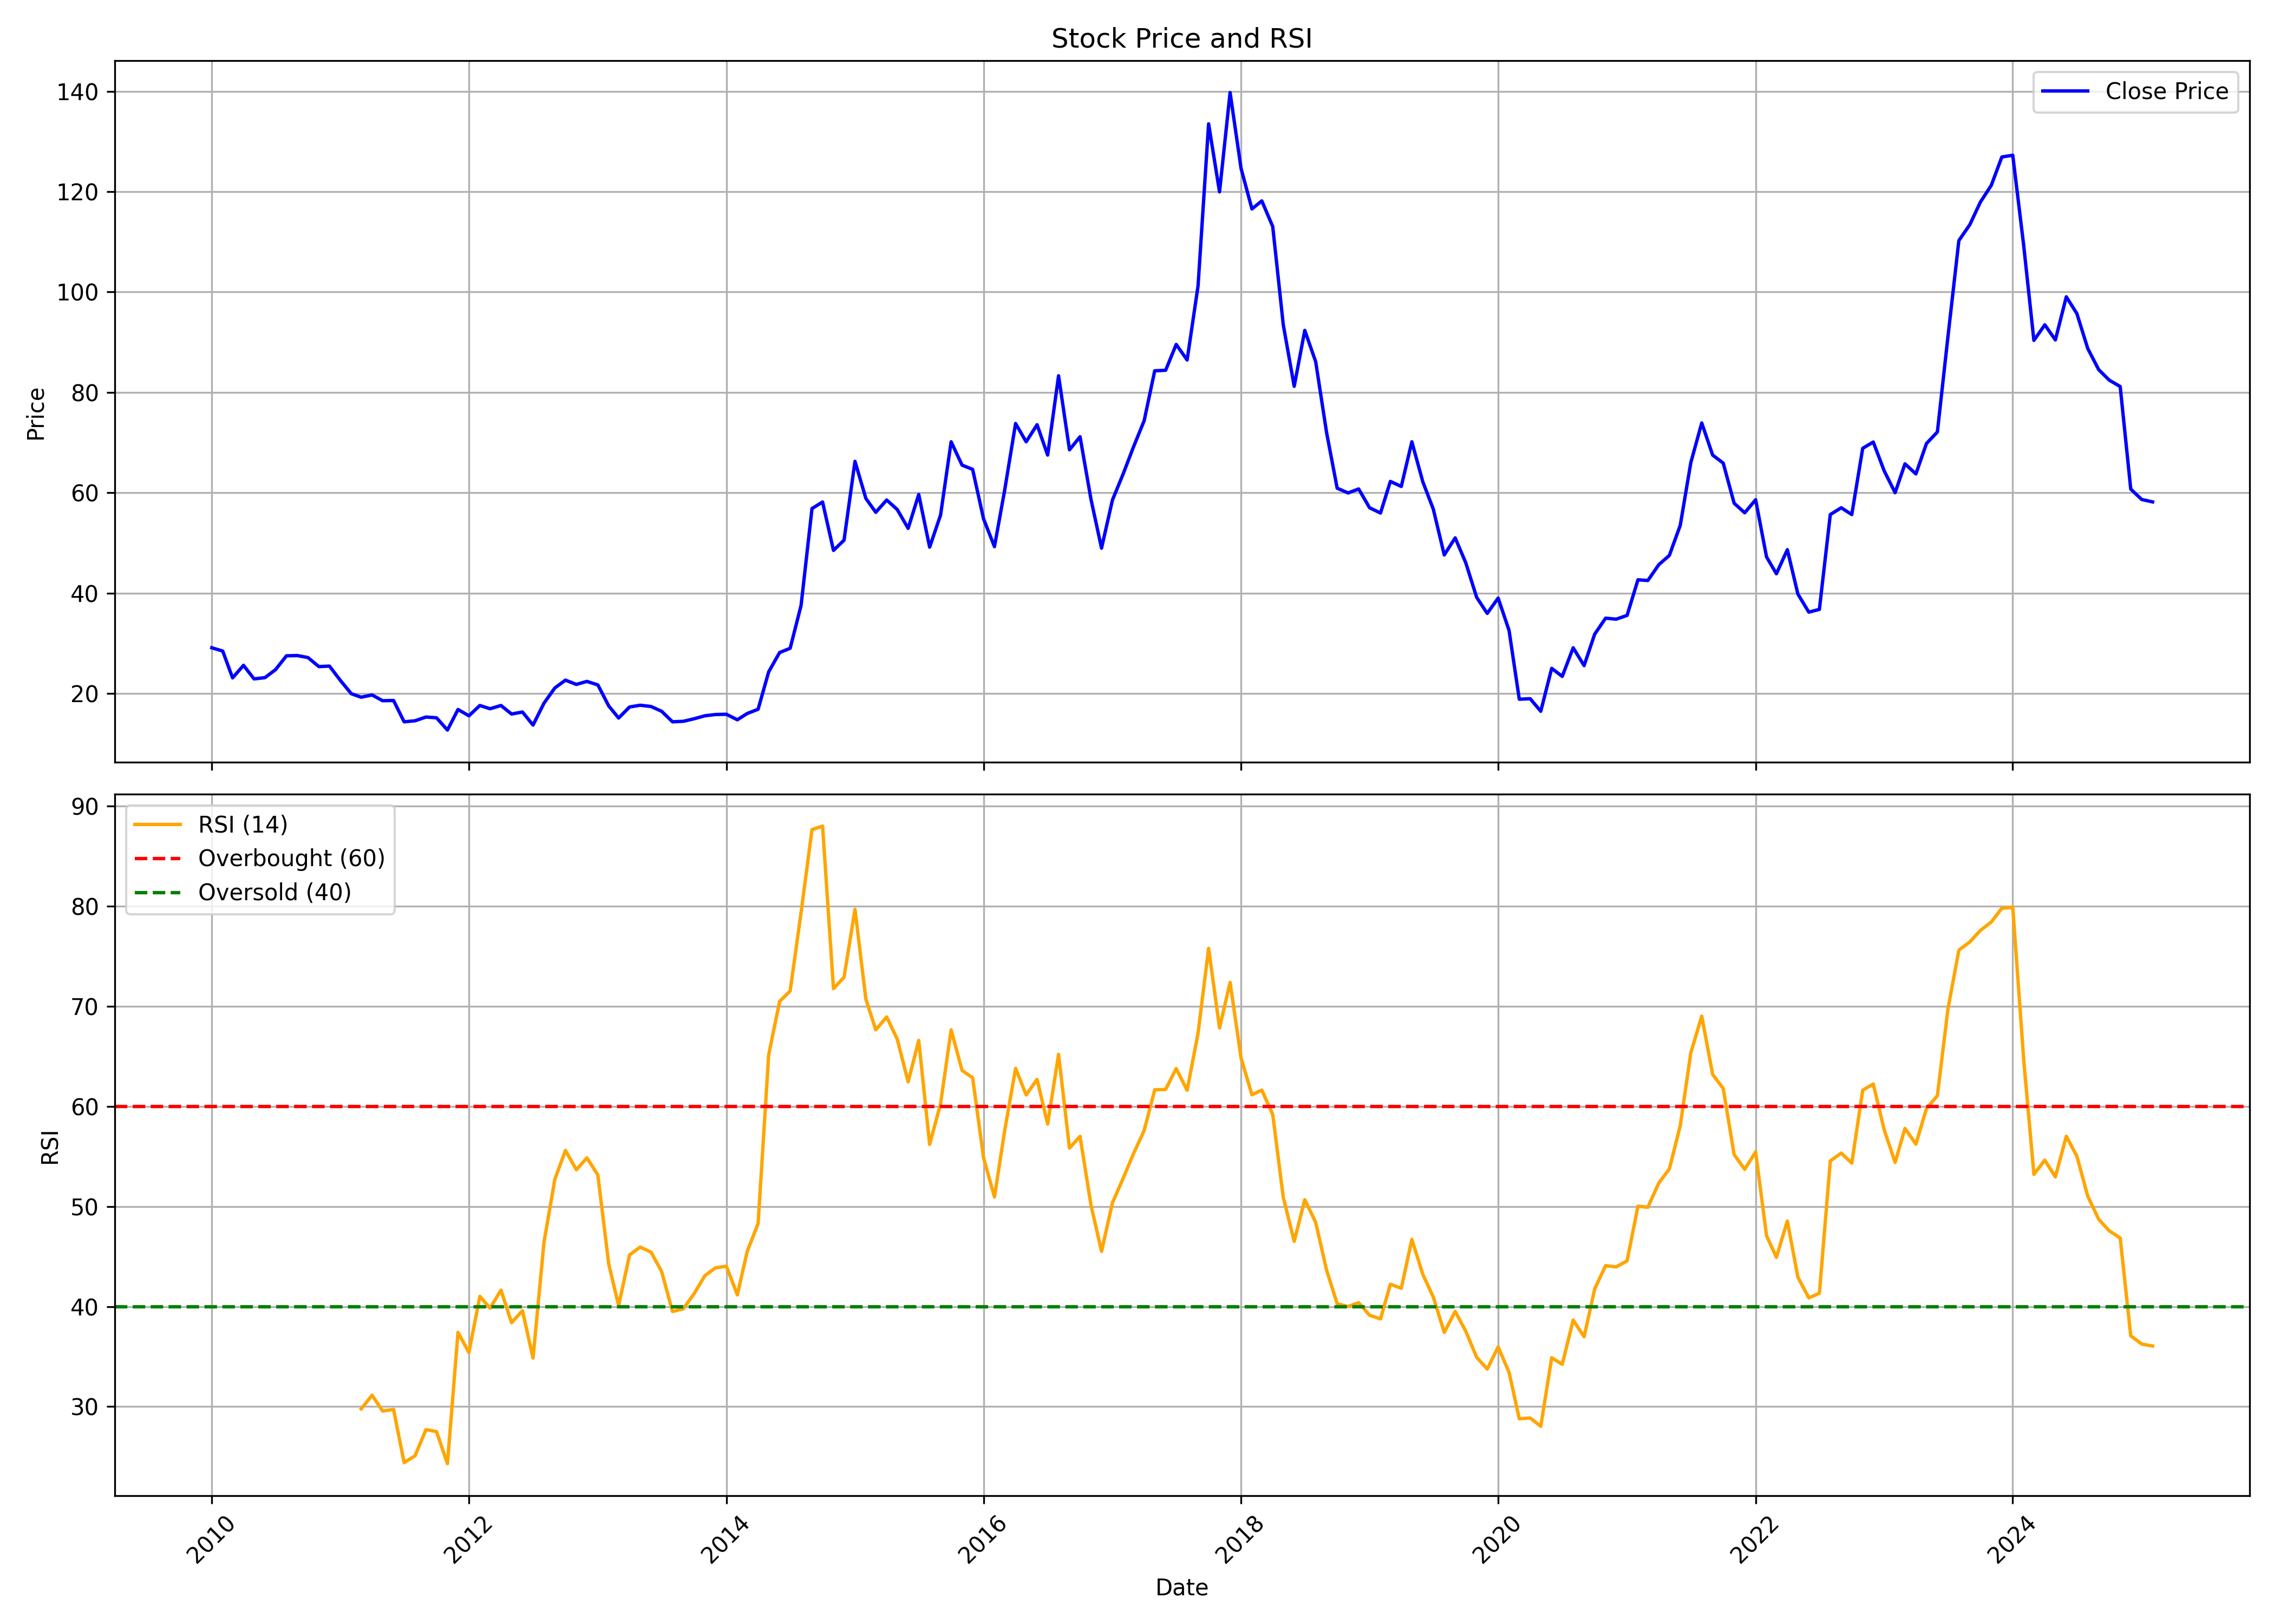 Stock Price and RSI
140
120
100
80
60
40
20
Price
Close Price
90
80
70
60
50
40
30
RSI
RSI (14)
Overbought (60)
Oversold (40)
2010
2012
2014
2016
2018
2020
2022
2024
Date